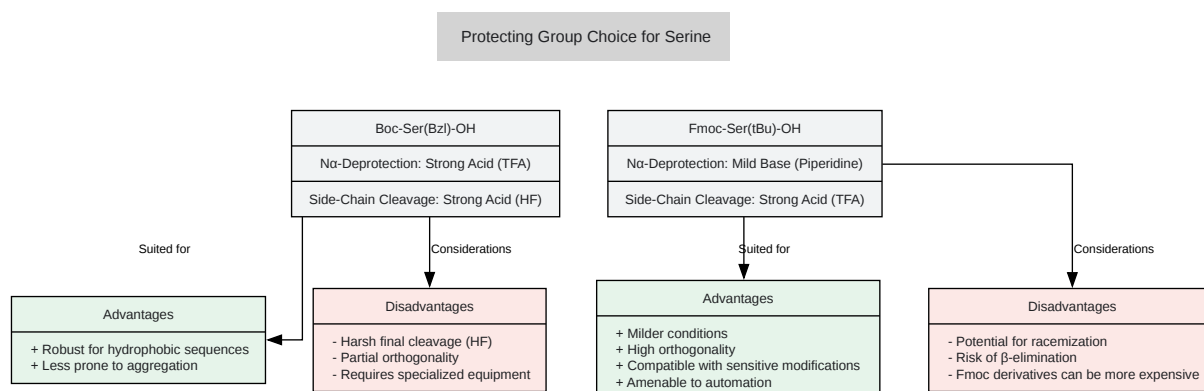 Protecting Group Choice for Serine
Boc-Ser(Bzl)-OH
Nα-Deprotection: Strong Acid (TFA)
Side-Chain Cleavage: Strong Acid (HF)
Fmoc-Ser(tBu)-OH
Nα-Deprotection: Mild Base (Piperidine)
Side-Chain Cleavage: Strong Acid (TFA)
Suited for
Considerations
Suited for
Considerations
Advantages
+ Robust for hydrophobic sequences
+ Less prone to aggregation
Disadvantages
- Harsh final cleavage (HF)
- Partial orthogonality
- Requires specialized equipment
Advantages
+ Milder conditions
+ High orthogonality
+ Compatible with sensitive modifications
+ Amenable to automation
Disadvantages
- Potential for racemization
- Risk of β-elimination
- Fmoc derivatives can be more expensive